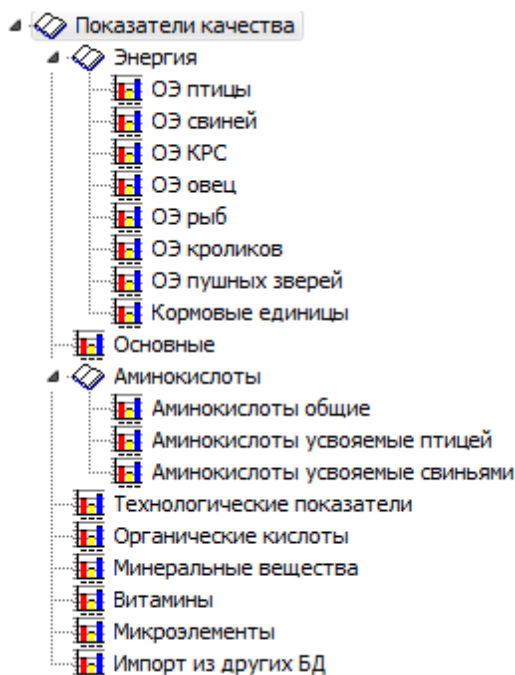 Показатели качества
Энергия
ОЭ птицы
ОЭ свиней
ОЭ КРС
ОЭ овец
ОЭ рыб
ОЭ кроликов
ОЭ пушных зверей
Кормовые единицы
Основные
Аминокислоты
Аминокислоты общие
Аминокислоты усвояемые птицей
Аминокислоты усвояемые свиньями
Технологические показатели
Органические кислоты
Минеральные вещества
Витамины
Микроэлементы
Импорт из других БД